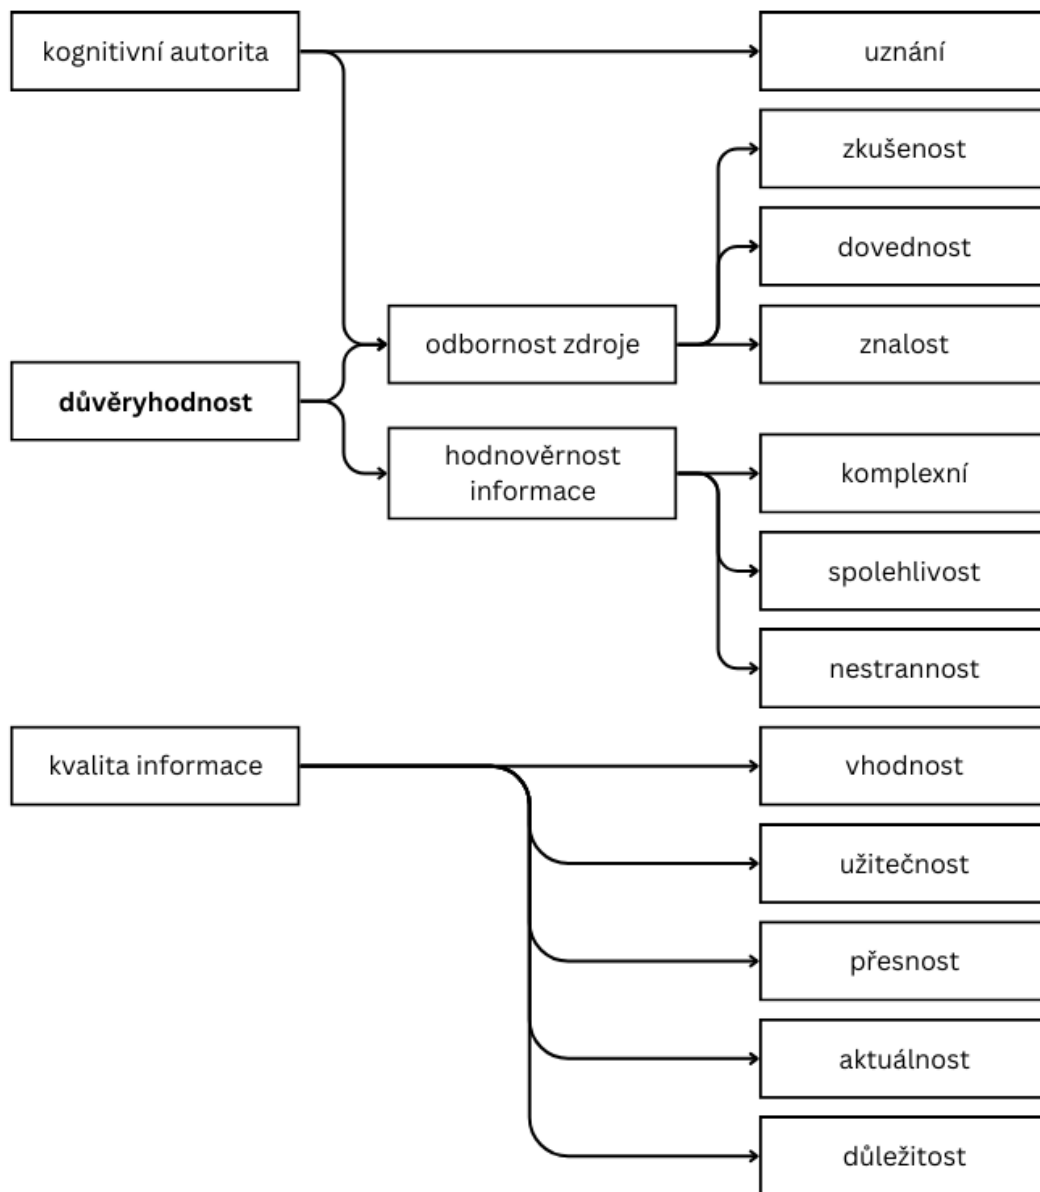 kognitivní autorita
uznání
zkušenost
dovednost
odbornost zdroje
znalost
důvěryhodnost
hodnověrnost
informace
komplexní
spolehlivost
nestrannost
kvalita informace
vhodnost
užitečnost
přesnost
aktuálnost
důležitost